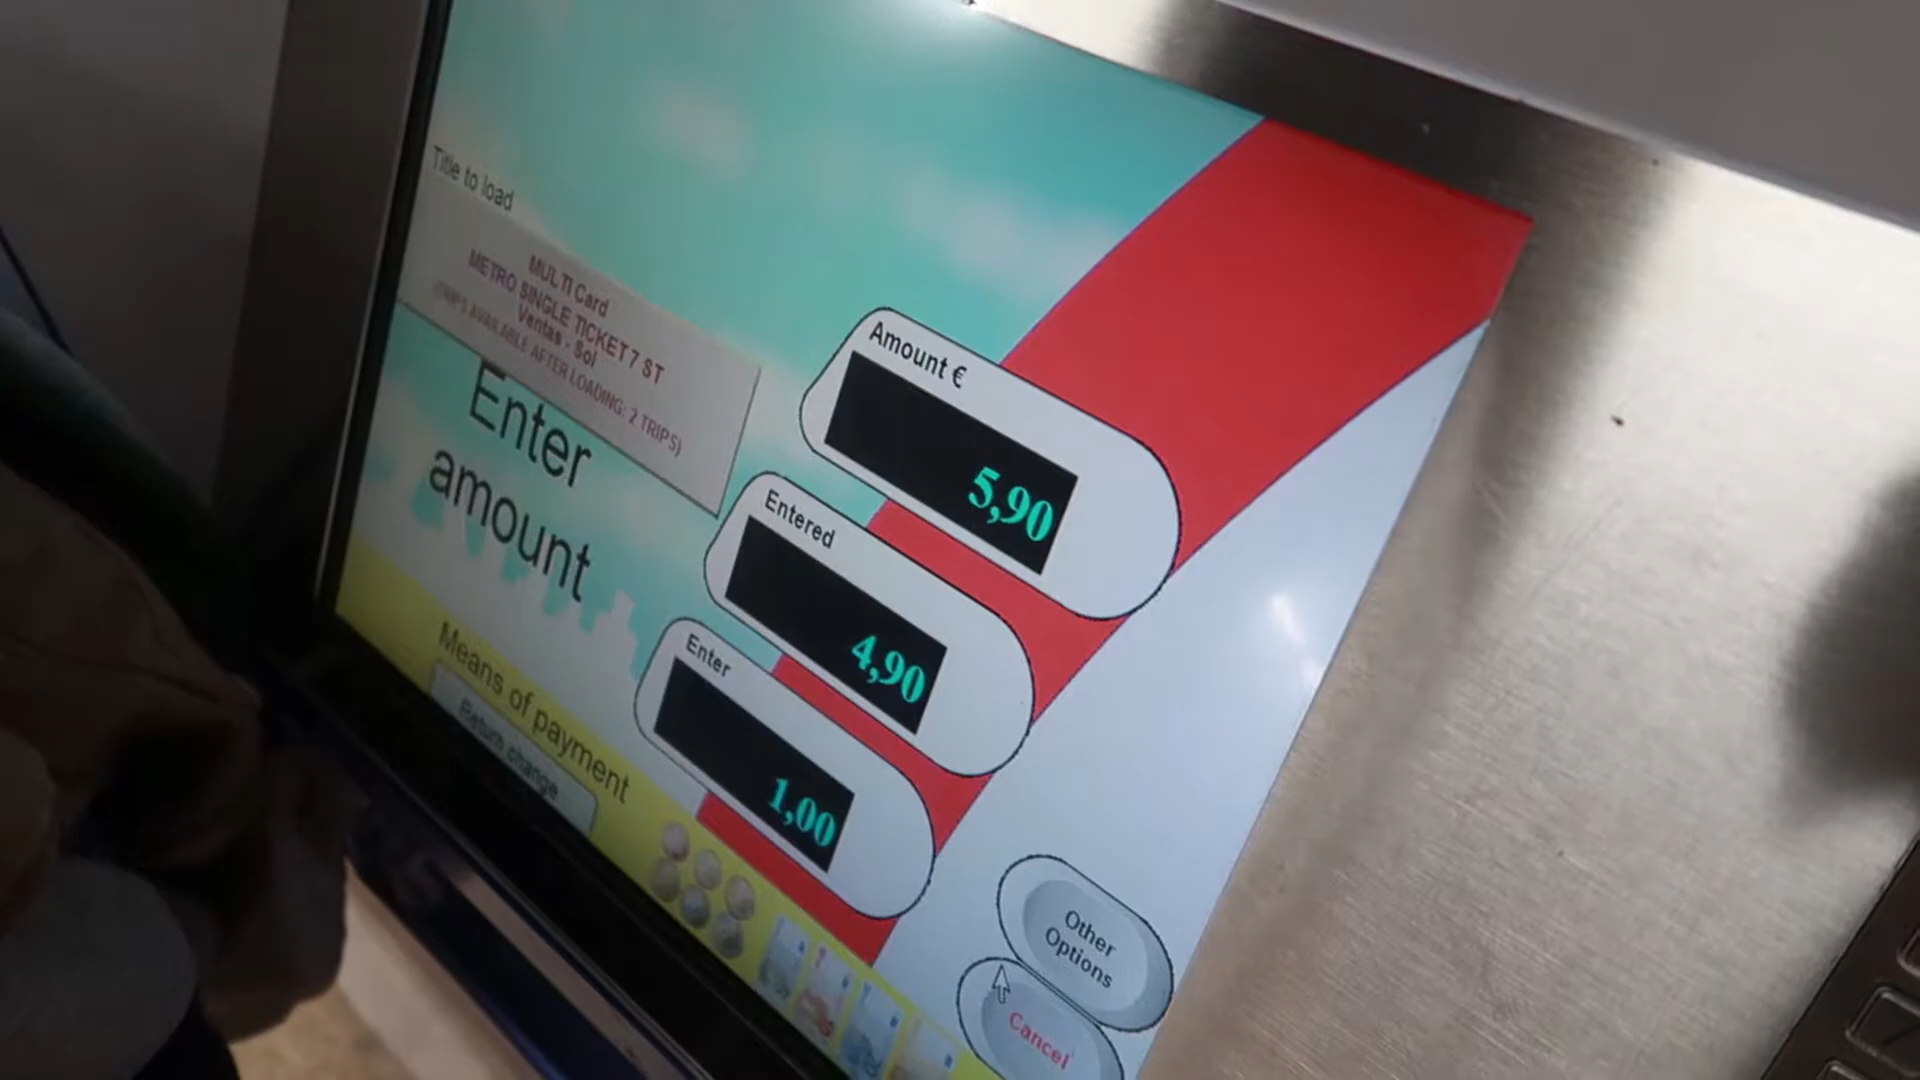 Title to load
MULTI Card
METRO SINGLE TICKET 7 ST
Ventas - Sol
(TRIPS AVAILABLE AFTER LOADING: 2 TRIPS)
Enter
amount
Amount €
5,90
Entered
4,90
Enter
1,00
Means of payment
Return change
Other
Options
Cancel